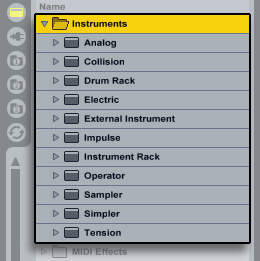 Name
Instruments
Analog
Collision
Drum Rack
Electric
External Instrument
Impulse
Instrument Rack
Operator
Sampler
Simpler
Tension
MIDI Effects